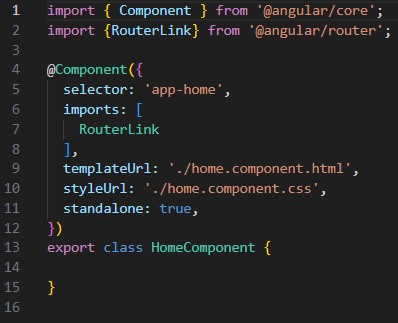 1 import { Component } from '@angular/core';
2 import {RouterLink} from '@angular/router';
3
4 @Component({
5   selector: 'app-home',
6   imports: [
7     RouterLink
8   ],
9   templateUrl: './home.component.html',
10   styleUrl: './home.component.css',
11   standalone: true,
12 })
13 export class HomeComponent {
14
15 }
16